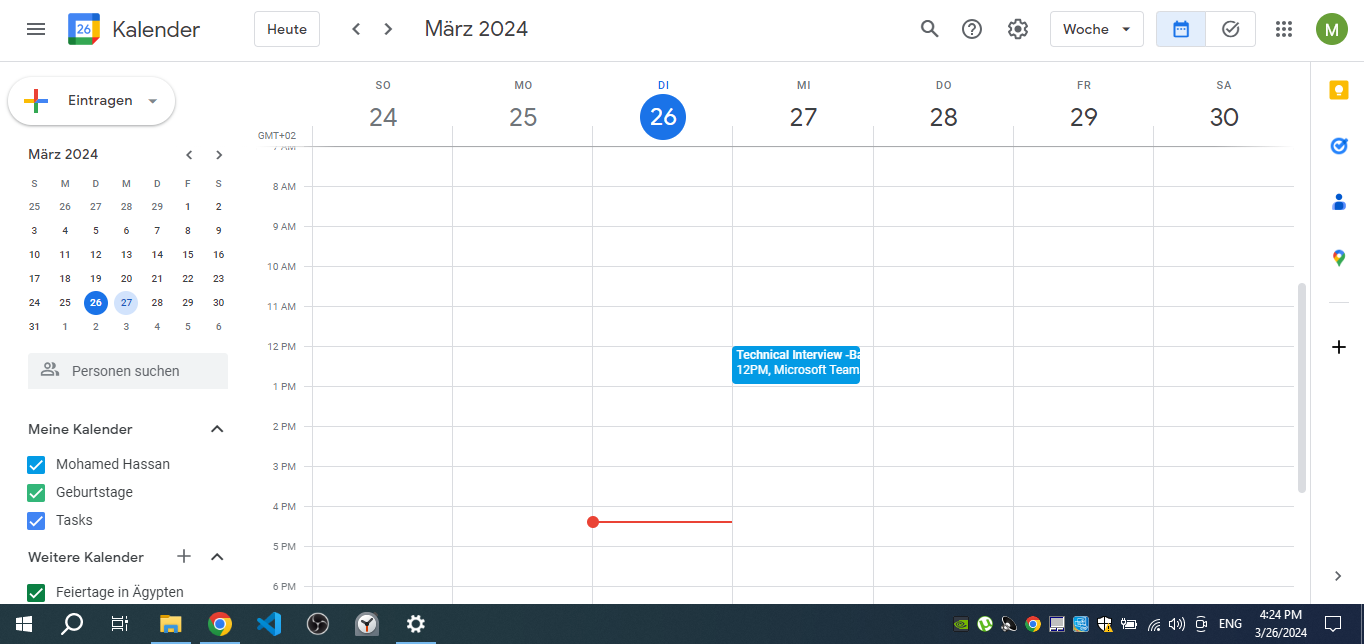 26 Kalender Heute März 2024 Woche M
Eintragen
SO MO DI MI DO FR SA
24 25 26 27 28 29 30
GMT+02
7 AM
8 AM
9 AM
10 AM
11 AM
12 PM
1 PM
2 PM
3 PM
4 PM
5 PM
6 PM
Technical Interview -Ba
12PM, Microsoft Team
März 2024
S M D M D F S
25 26 27 28 29 1 2
3 4 5 6 7 8 9
10 11 12 13 14 15 16
17 18 19 20 21 22 23
24 25 26 27 28 29 30
31 1 2 3 4 5 6
Personen suchen
Meine Kalender
Mohamed Hassan
Geburtstage
Tasks
Weitere Kalender
Feiertage in Ägypten
ENG
4:24 PM
3/26/2024